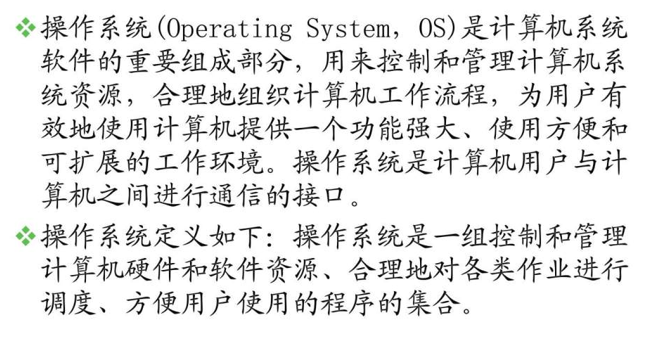 操作系统(Operating System，OS)是计算机系统
软件的重要组成部分，用来控制和管理计算机系
统资源，合理地组织计算机工作流程，为用户有
效地使用计算机提供一个功能强大、使用方便和
可扩展的工作环境。操作系统是计算机用户与计
算机之间进行通信的接口。
操作系统定义如下：操作系统是一组控制和管理
计算机硬件和软件资源、合理地对各类作业进行
调度、方便用户使用的程序的集合。